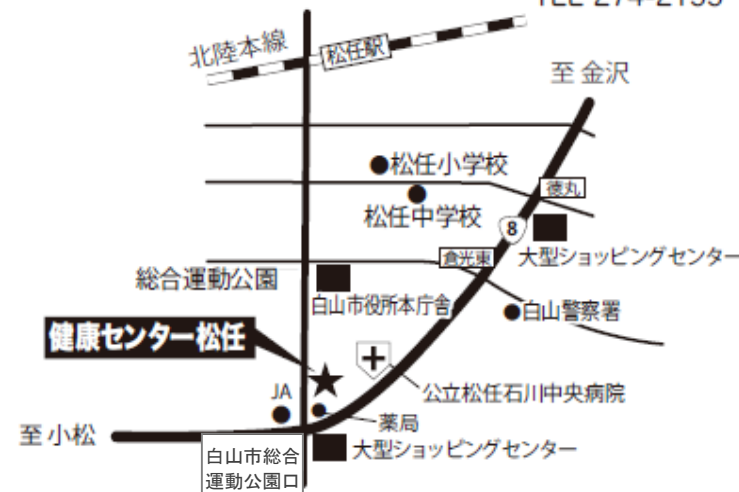 TEL 274-2155
北陸本線
松任駅
至 金沢
●松任小学校
徳丸
松任中学校
8
大型ショッピングセンター
倉光東
総合運動公園
白山市役所本庁舎
●白山警察署
健康センター松任
公立松任石川中央病院
JA
薬局
至 小松
大型ショッピングセンター
白山市総合
運動公園口